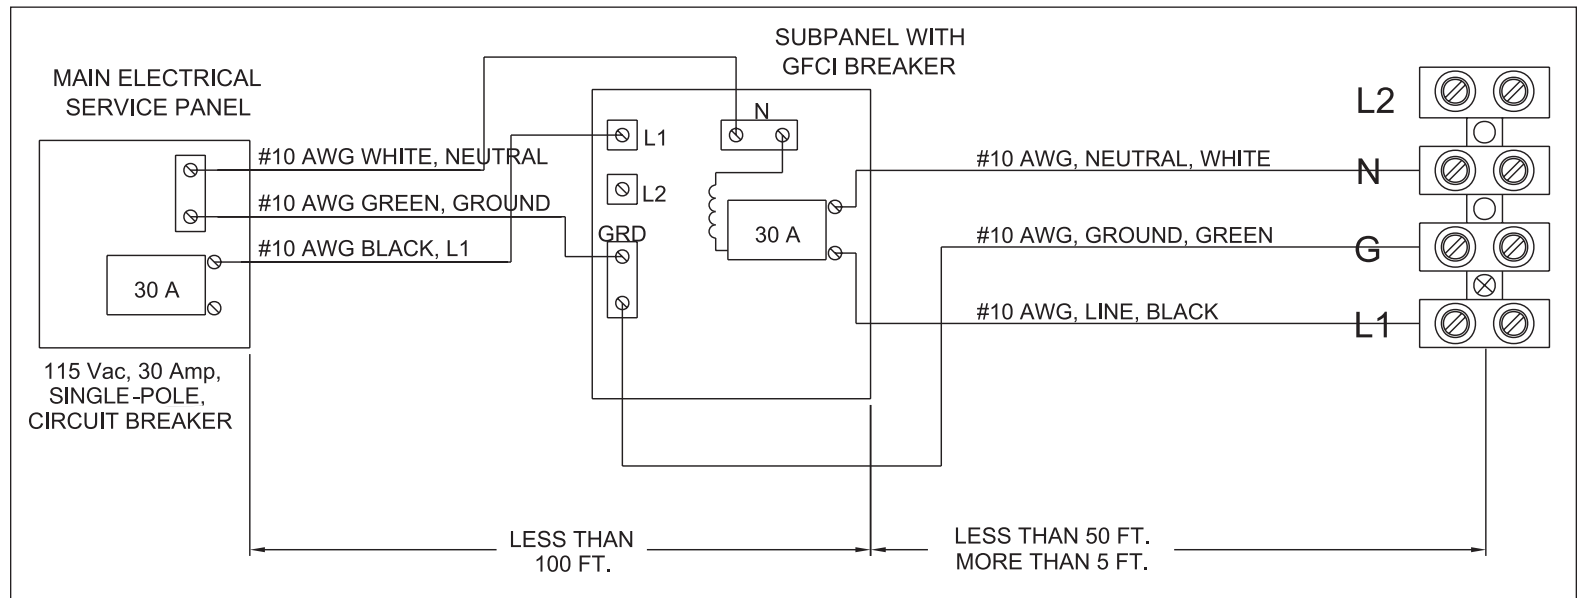 SUBPANEL WITH
GFCI BREAKER
MAIN ELECTRICAL
SERVICE PANEL
#10 AWG WHITE, NEUTRAL
#10 AWG GREEN, GROUND
#10 AWG BLACK, L1
30 A
115 Vac, 30 Amp,
SINGLE-POLE,
CIRCUIT BREAKER
L1
N
L2
GRD
30 A
#10 AWG, NEUTRAL, WHITE
#10 AWG, GROUND, GREEN
#10 AWG, LINE, BLACK
L2
N
G
L1
LESS THAN
100 FT.
LESS THAN 50 FT.
MORE THAN 5 FT.